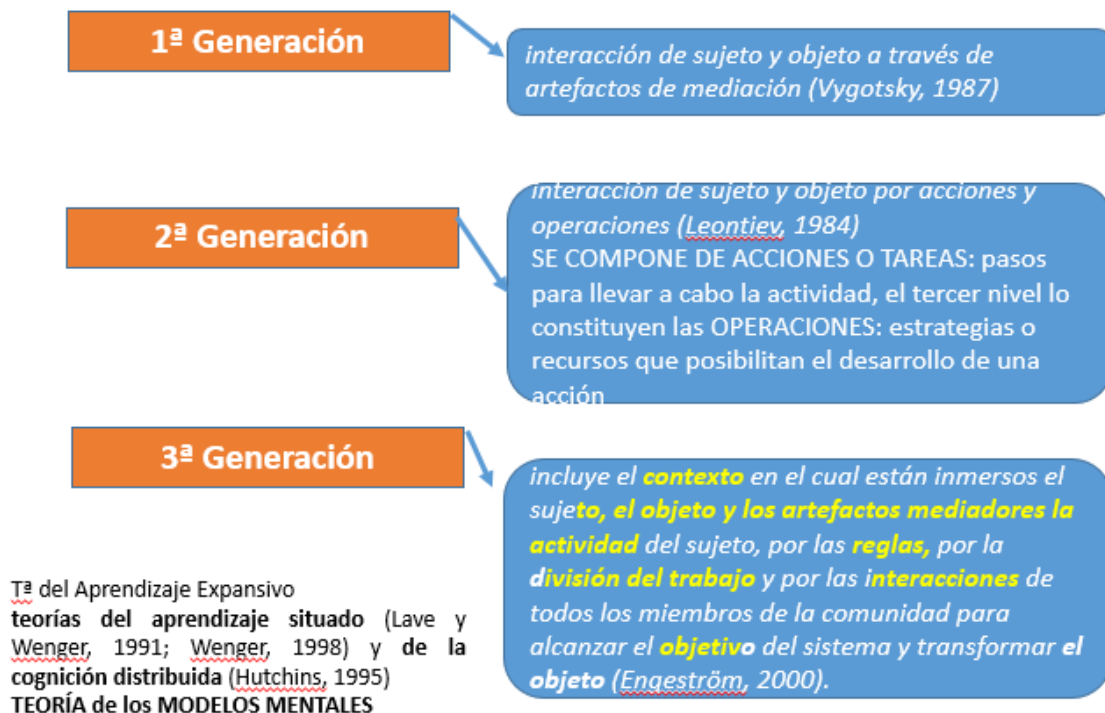 1ª Generación
interacción de sujeto y objeto a través de
artefactos de mediación (Vygotsky, 1987)
2ª Generación
interacción de sujeto y objeto por acciones y
operaciones (Leontiev, 1984)
SE COMPONE DE ACCIONES O TAREAS: pasos
para llevar a cabo la actividad, el tercer nivel lo
constituyen las OPERACIONES: estrategias o
recursos que posibilitan el desarrollo de una
acción
3ª Generación
incluye el contexto en el cual están inmersos el
sujeto, el objeto y los artefactos mediadores la
actividad del sujeto, por las reglas, por la
división del trabajo y por las interacciones de
todos los miembros de la comunidad para
alcanzar el objetivo del sistema y transformar el
objeto (Engeström, 2000).
Tª del Aprendizaje Expansivo
teorías del aprendizaje situado (Lave y
Wenger, 1991; Wenger, 1998) y de la
cognición distribuida (Hutchins, 1995)
TEORÍA de los MODELOS MENTALES